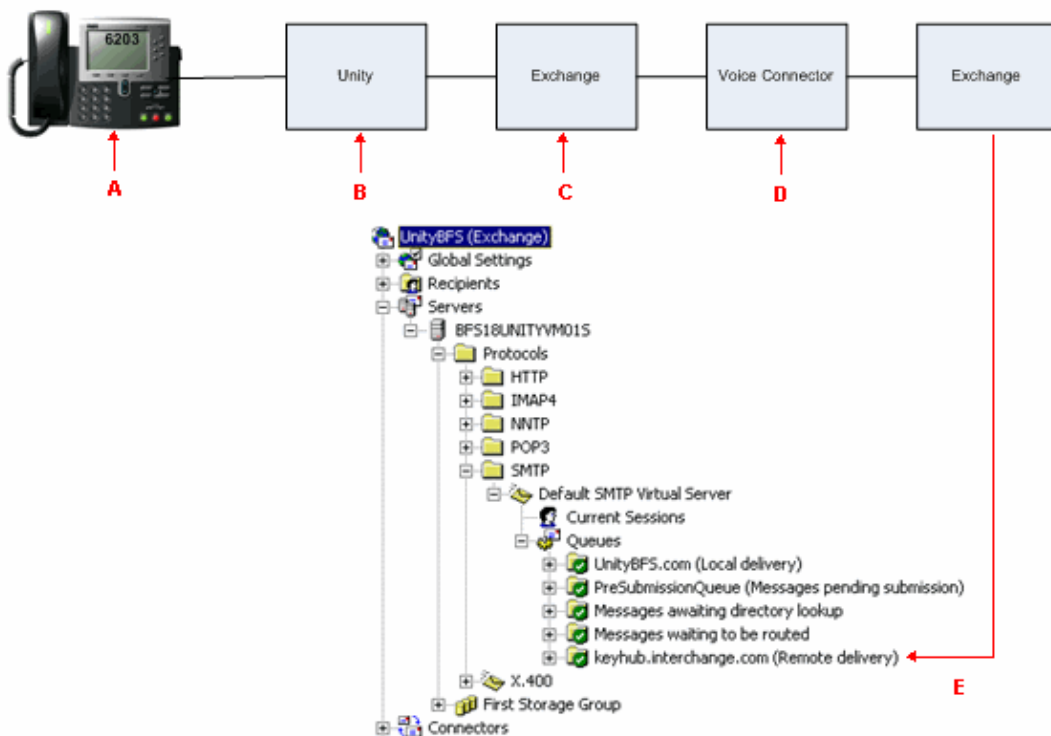 6203
Unity
Exchange
Voice Connector
Exchange
A
B
C
D
UnityBFS (Exchange)
Global Settings
Recipients
Servers
BFS18UNITYVM01S
Protocols
HTTP
IMAP4
NNTP
POP3
SMTP
Default SMTP Virtual Server
Current Sessions
Queues
UnityBFS.com (Local delivery)
PreSubmissionQueue (Messages pending submission)
Messages awaiting directory lookup
Messages waiting to be routed
keyhub.interchange.com (Remote delivery)
E
X.400
First Storage Group
Connectors